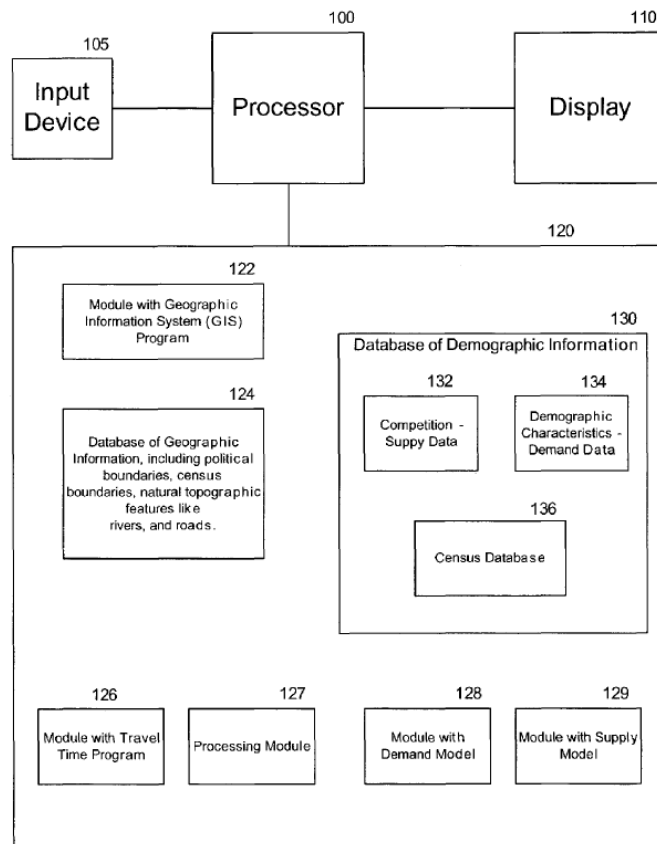 105
100
110
Input
Device
Processor
Display
120
122
Module with Geographic
Information System (GIS)
Program
130
Database of Demographic Information
124
132
134
Database of Geographic
Information, including political
boundaries, census
boundaries, natural topographic
features like
rivers, and roads.
Competition -
Suppy Data
Demographic
Characteristics -
Demand Data
136
Census Database
126
127
128
129
Module with Travel
Time Program
Processing Module
Module with
Demand Model
Module with Supply
Model